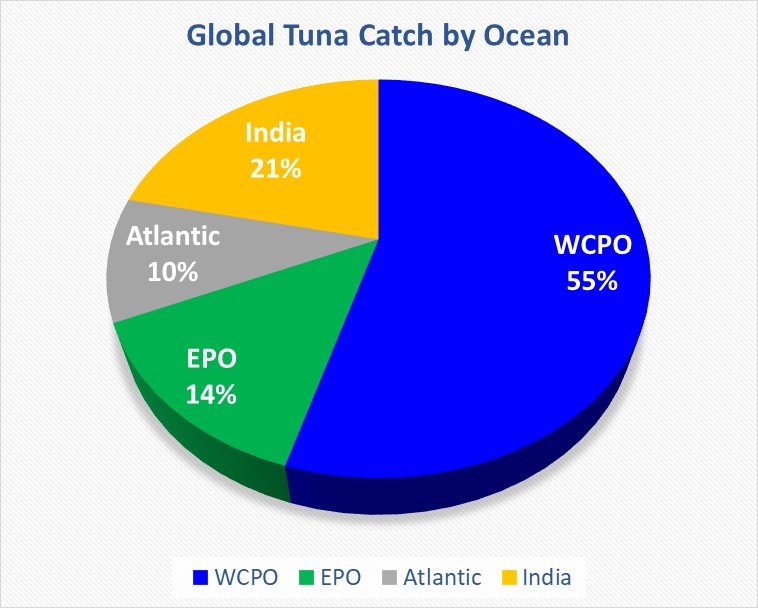 Global Tuna Catch by Ocean
India
21%
Atlantic
10%
WCPO
55%
EPO
14%
WCPO EPO Atlantic India